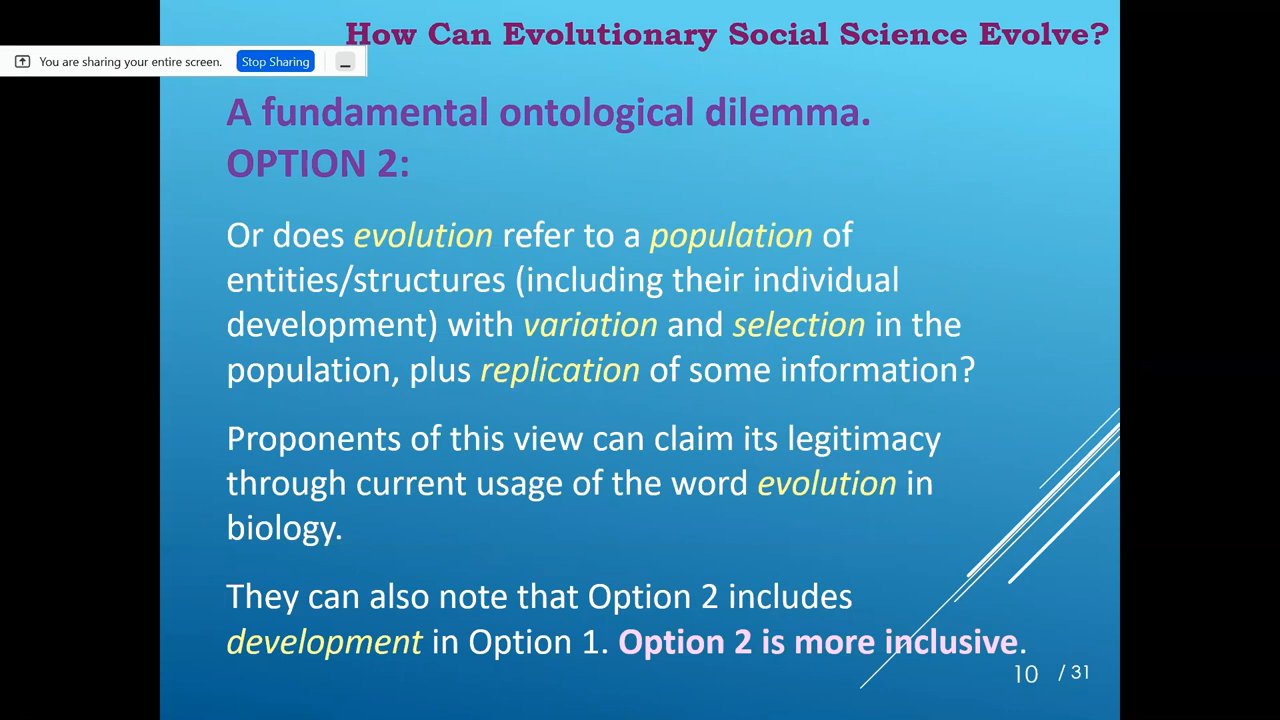 How Can Evolutionary Social Science Evolve?
You are sharing your entire screen. Stop Sharing
A fundamental ontological dilemma.
OPTION 2:
Or does evolution refer to a population of
entities/structures (including their individual
development) with variation and selection in the
population, plus replication of some information?
Proponents of this view can claim its legitimacy
through current usage of the word evolution in
biology.
They can also note that Option 2 includes
development in Option 1. Option 2 is more inclusive.
10 / 31